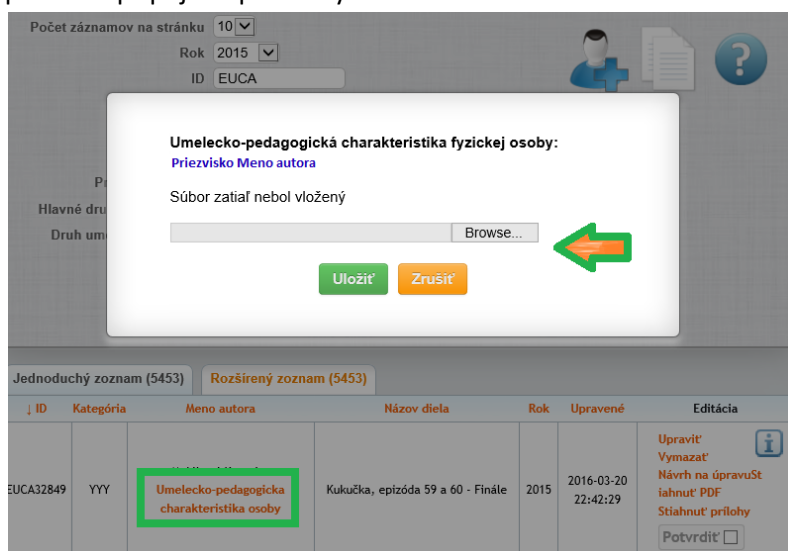 Počet záznamov na stránku 10
Rok 2015
ID EUCA
Umelecko-pedagogická charakteristika fyzickej osoby:
Priezvisko Meno autora
Súbor zatiaľ nebol vložený
Browse...
Hlavné dru
Druh um
Uložiť Zrušiť
Jednoduchý zoznam (5453) Rozšírený zoznam (5453)
↓ ID Kategória Meno autora Názov diela Rok Upravené Editácia
EUCA32849 YYY Umelecko-pedagogicka
charakteristika osoby
Kukučka, epizóda 59 a 60 - Finále 2015 2016-03-20
22:42:29
Upraviť
Vymazať
Návrh na úpravuSt
iahnuť PDF
Stiahnuť prílohy
Potvrdiť